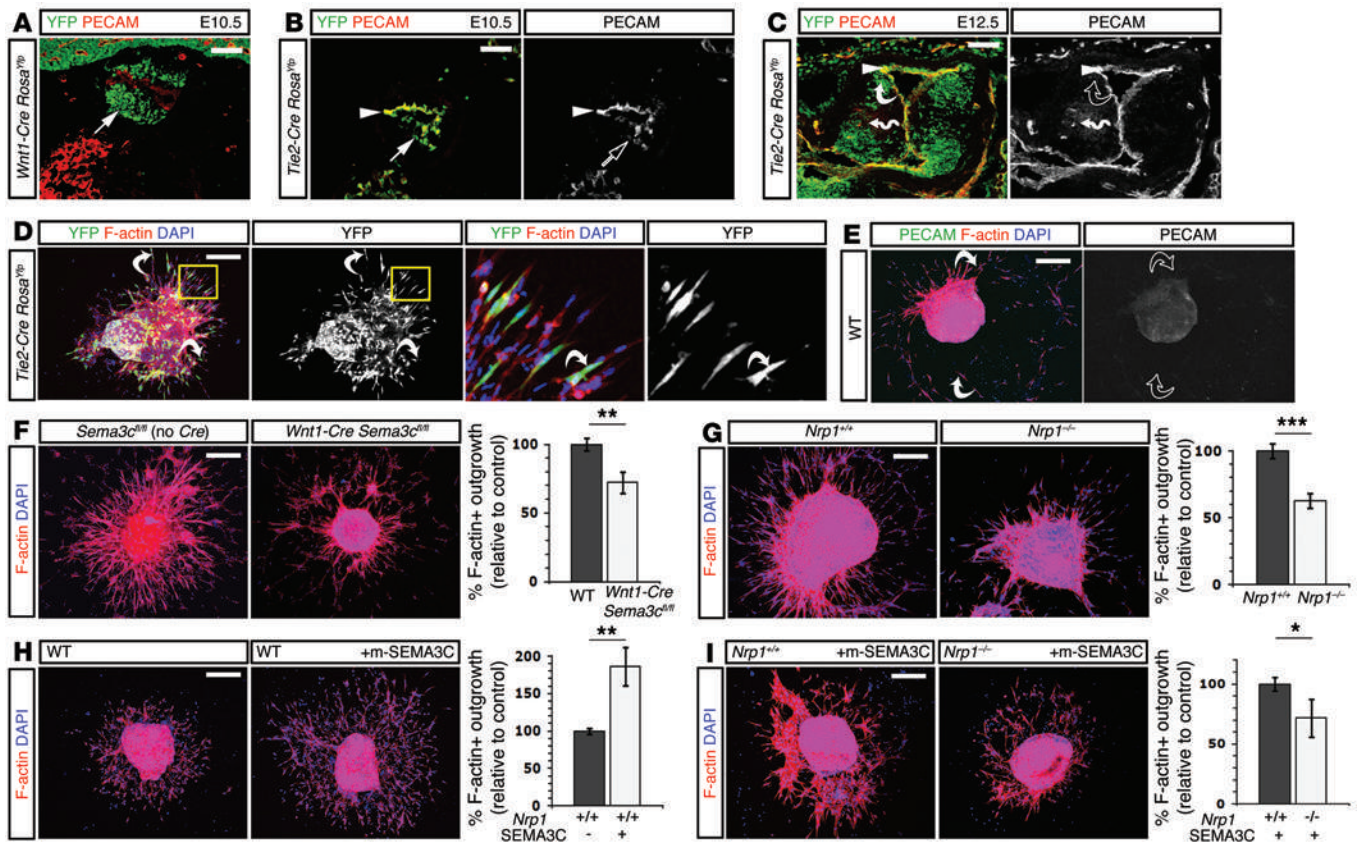 A
YFP PECAM E10.5
Wnt1-Cre Rosa^Yfp
B
YFP PECAM E10.5
PECAM
Tie2-Cre Rosa^Yfp
C
YFP PECAM E12.5
PECAM
Tie2-Cre Rosa^Yfp
D
YFP F-actin DAPI
YFP
YFP F-actin DAPI
YFP
Tie2-Cre Rosa^Yfp
E
PECAM F-actin DAPI
PECAM
WT
F
Sema3c^fl/fl (no Cre)
Wnt1-Cre Sema3c^fl/fl
F-actin DAPI
% F-actin+ outgrowth
(relative to control)
**
100
50
0
WT
Wnt1-Cre
Sema3c^fl/fl
G
Nrp1^+/+
Nrp1^–/–
F-actin DAPI
% F-actin+ outgrowth
(relative to control)
***
100
50
0
Nrp1^+/+ Nrp1^–/–
H
WT
WT +m-SEMA3C
F-actin DAPI
% F-actin+ outgrowth
(relative to control)
**
200
150
100
50
0
Nrp1 +/+ +/+
SEMA3C - +
I
Nrp1^+/+ +m-SEMA3C
Nrp1^–/– +m-SEMA3C
F-actin DAPI
% F-actin+ outgrowth
(relative to control)
*
100
50
0
Nrp1 +/+ -/-
SEMA3C + +